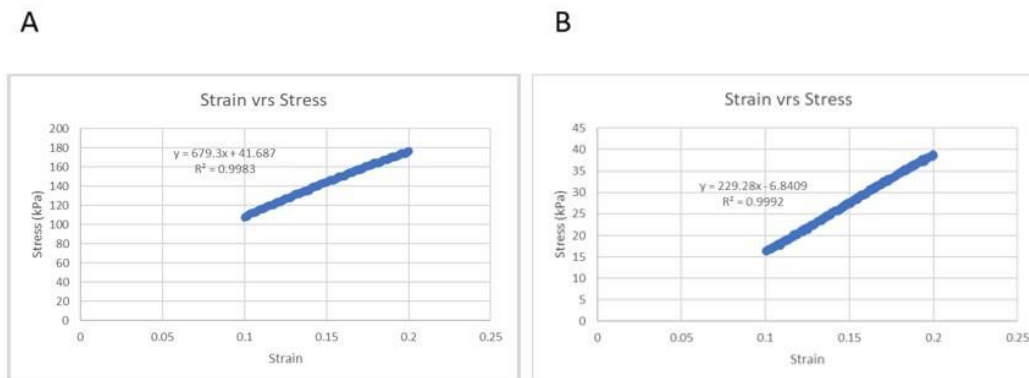 A
B
Strain vrs Stress
200
180
160
140
120
100
80
60
40
20
0
Stress (kPa)
y = 679.3x + 41.687
R² = 0.9983
0
0.05
0.1
0.15
0.2
0.25
Strain
Strain vrs Stress
45
40
35
30
25
20
15
10
5
0
Stress (kPa)
y = 229.28x - 6.8409
R² = 0.9992
0
0.05
0.1
0.15
0.2
0.25
Strain